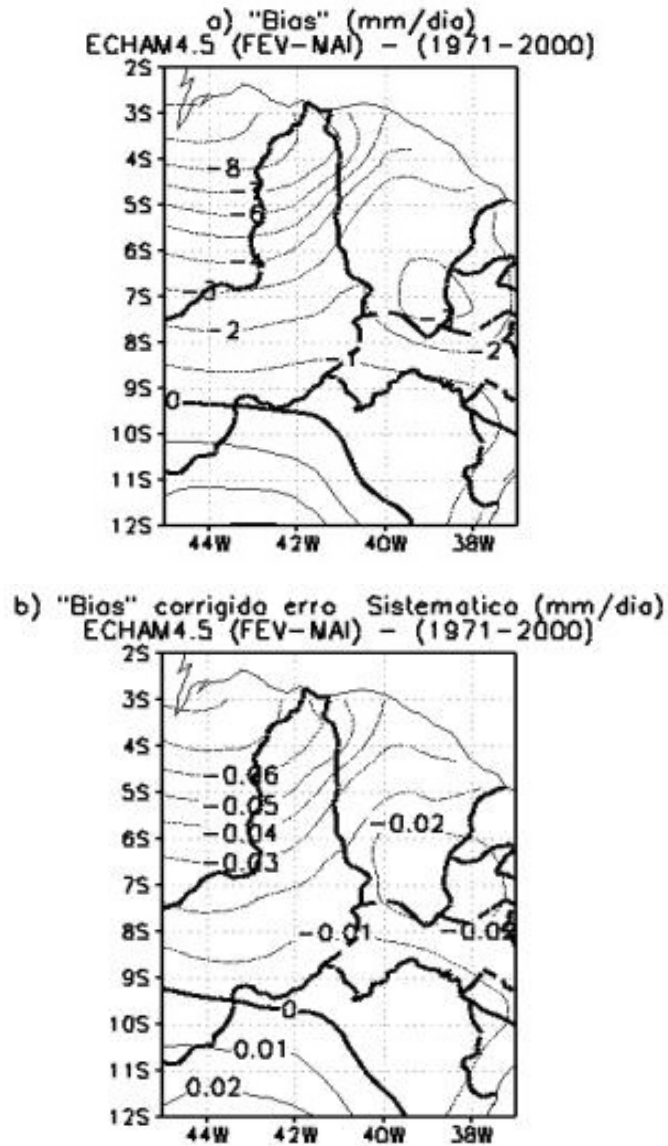 a) "Bias" (mm/dia)
ECHAM4.5 (FEV-MAI) - (1971-2000)
2S
3S
4S
-8
5S
6S
-6
-4
7S
-3
8S
-2
-2
9S
0
10S
11S
12S
44W 42W 40W 38W
b) "Bias" corrigido erro Sistematico (mm/dia)
ECHAM4.5 (FEV-MAI) - (1971-2000)
2S
3S
4S
-0.06
5S
-0.05
-0.02
-0.04
6S
-0.03
7S
8S
-0.01
-0.02
9S
0
10S
0.01
11S
0.02
12S
44W 42W 40W 38W